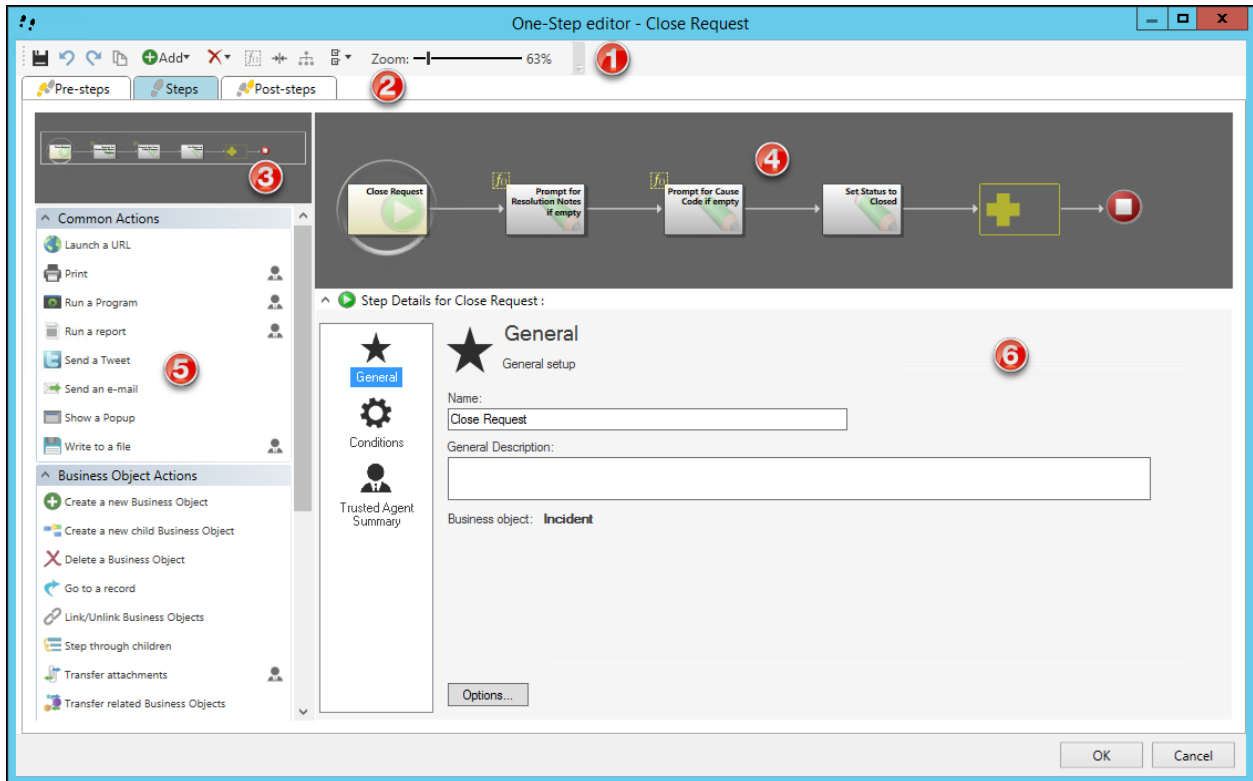 One-Step editor - Close Request
Add
Zoom:
63%
1
Pre-steps
Steps
Post-steps
2
3
4
Close Request
Prompt for
Resolution Notes
if empty
Prompt for Cause
Code if empty
Set Status to
Closed
Common Actions
Launch a URL
Print
Run a Program
Run a report
Send a Tweet
Send an e-mail
Show a Popup
Write to a file
5
Business Object Actions
Create a new Business Object
Create a new child Business Object
Delete a Business Object
Go to a record
Link/Unlink Business Objects
Step through children
Transfer attachments
Transfer related Business Objects
Step Details for Close Request :
General
Conditions
Trusted Agent
Summary
General
General setup
6
Name:
Close Request
General Description:
Business object: Incident
Options...
OK
Cancel